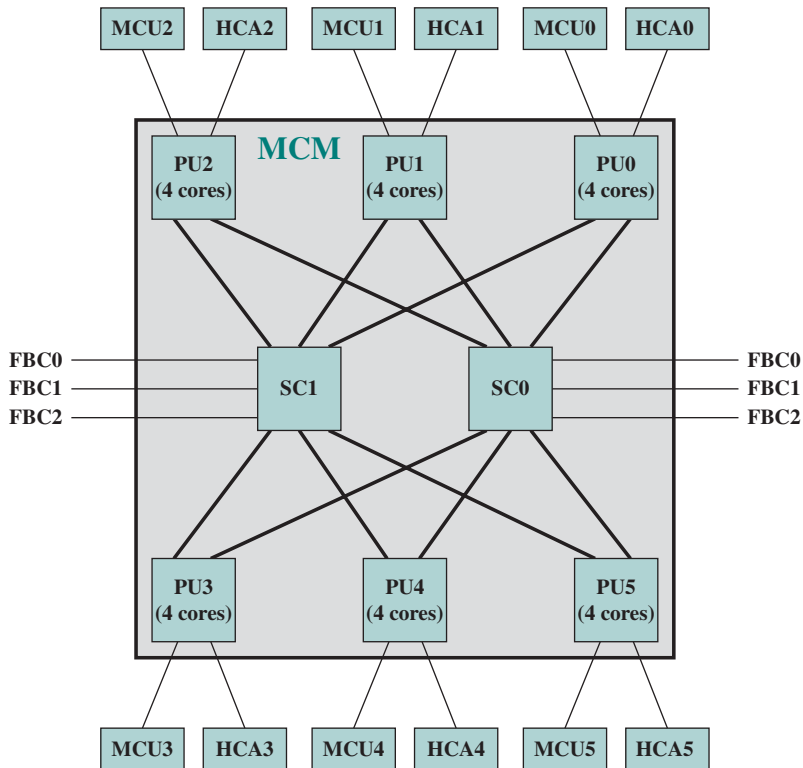 MCU2
HCA2
MCU1
HCA1
MCU0
HCA0
MCM
PU2
(4 cores)
PU1
(4 cores)
PU0
(4 cores)
FBC0
FBC1
FBC2
SC1
SC0
FBC0
FBC1
FBC2
PU3
(4 cores)
PU4
(4 cores)
PU5
(4 cores)
MCU3
HCA3
MCU4
HCA4
MCU5
HCA5